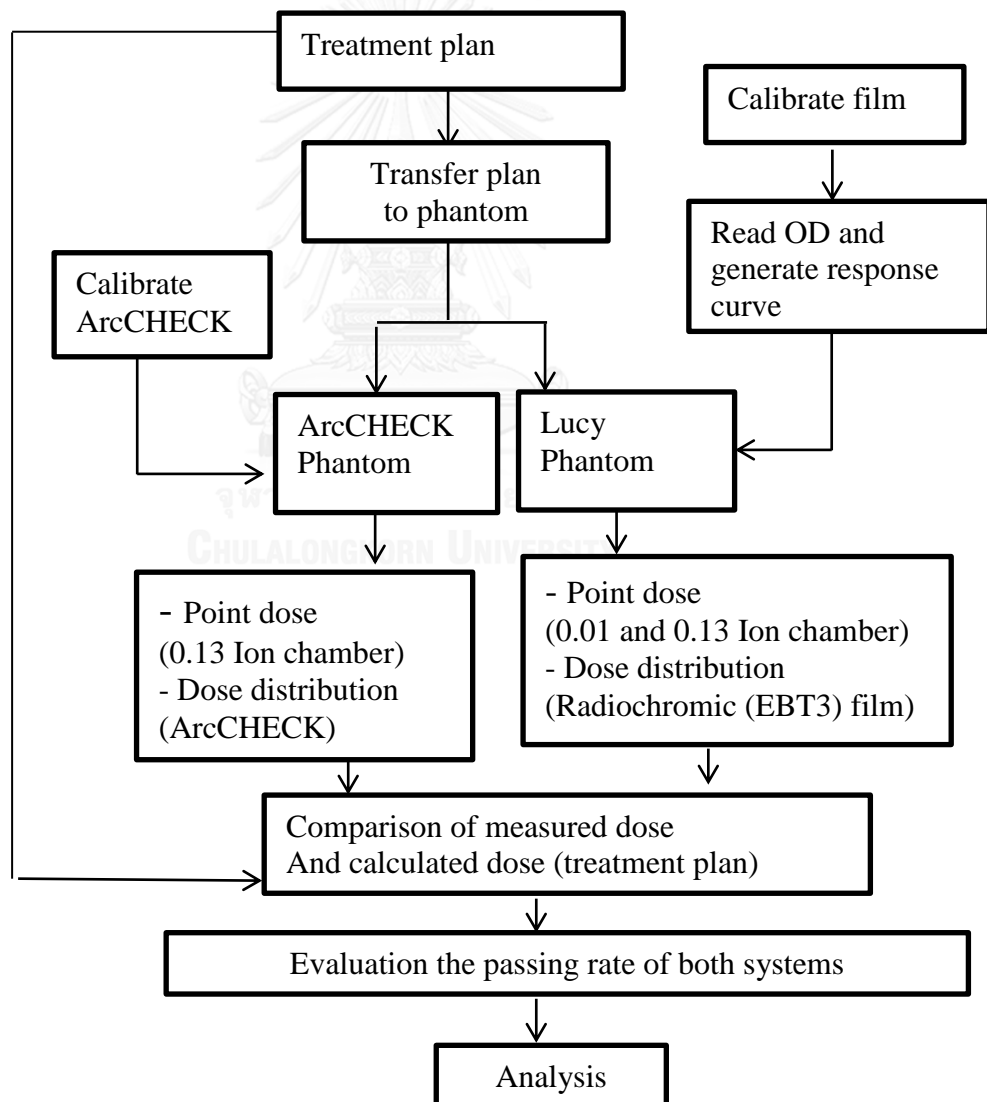 Treatment plan
Calibrate film
Transfer plan
to phantom
Read OD and
generate response
curve
Calibrate
ArcCHECK
ArcCHECK
Phantom
Lucy
Phantom
CHULALONGKORN UNIVERSITY
- Point dose
(0.13 Ion chamber)
- Dose distribution
(ArcCHECK)
- Point dose
(0.01 and 0.13 Ion chamber)
- Dose distribution
(Radiochromic (EBT3) film)
Comparison of measured dose
And calculated dose (treatment plan)
Evaluation the passing rate of both systems
Analysis